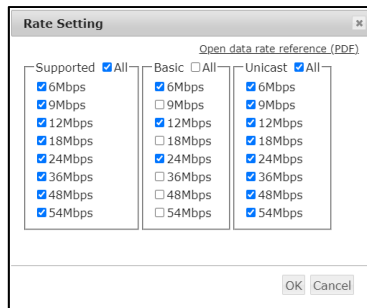 Rate Setting
Open data rate reference (PDF)
Supported All Basic All Unicast All
6Mbps 6Mbps 6Mbps
9Mbps 9Mbps 9Mbps
12Mbps 12Mbps 12Mbps
18Mbps 18Mbps 18Mbps
24Mbps 24Mbps 24Mbps
36Mbps 36Mbps 36Mbps
48Mbps 48Mbps 48Mbps
54Mbps 54Mbps 54Mbps
OK Cancel